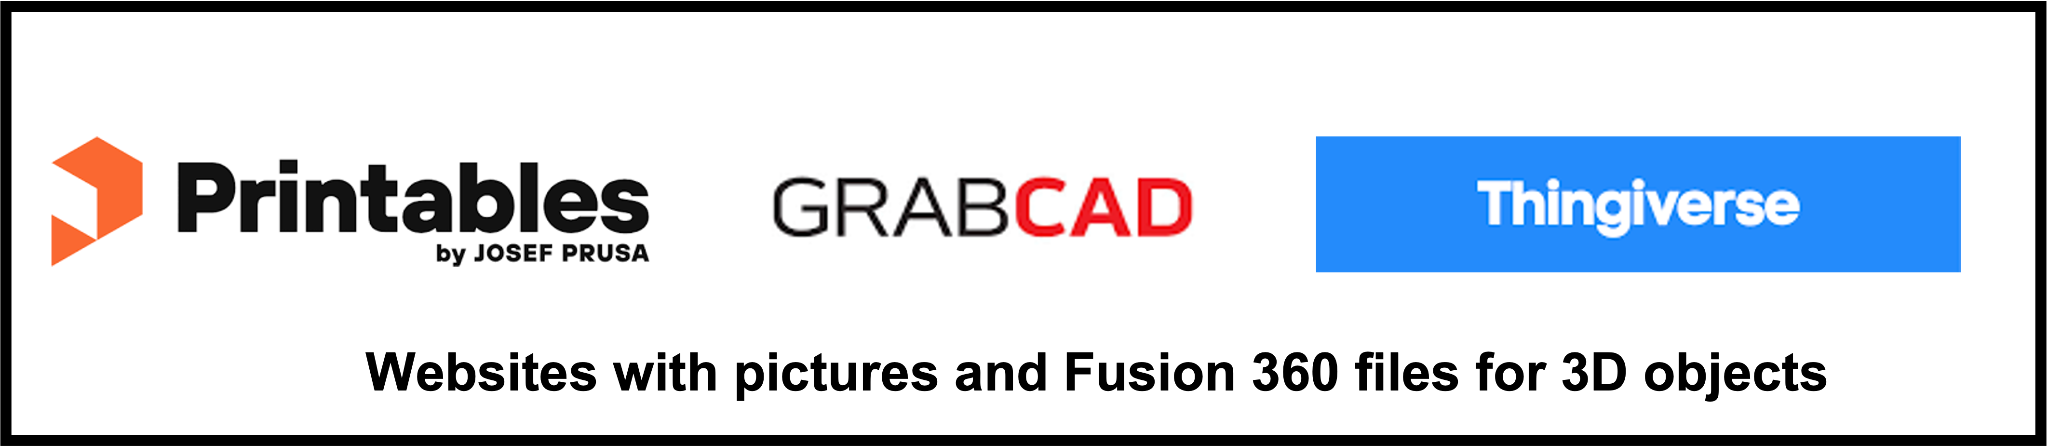 Printables
by JOSEF PRUSA
GRABCAD
Thingiverse
Websites with pictures and Fusion 360 files for 3D objects